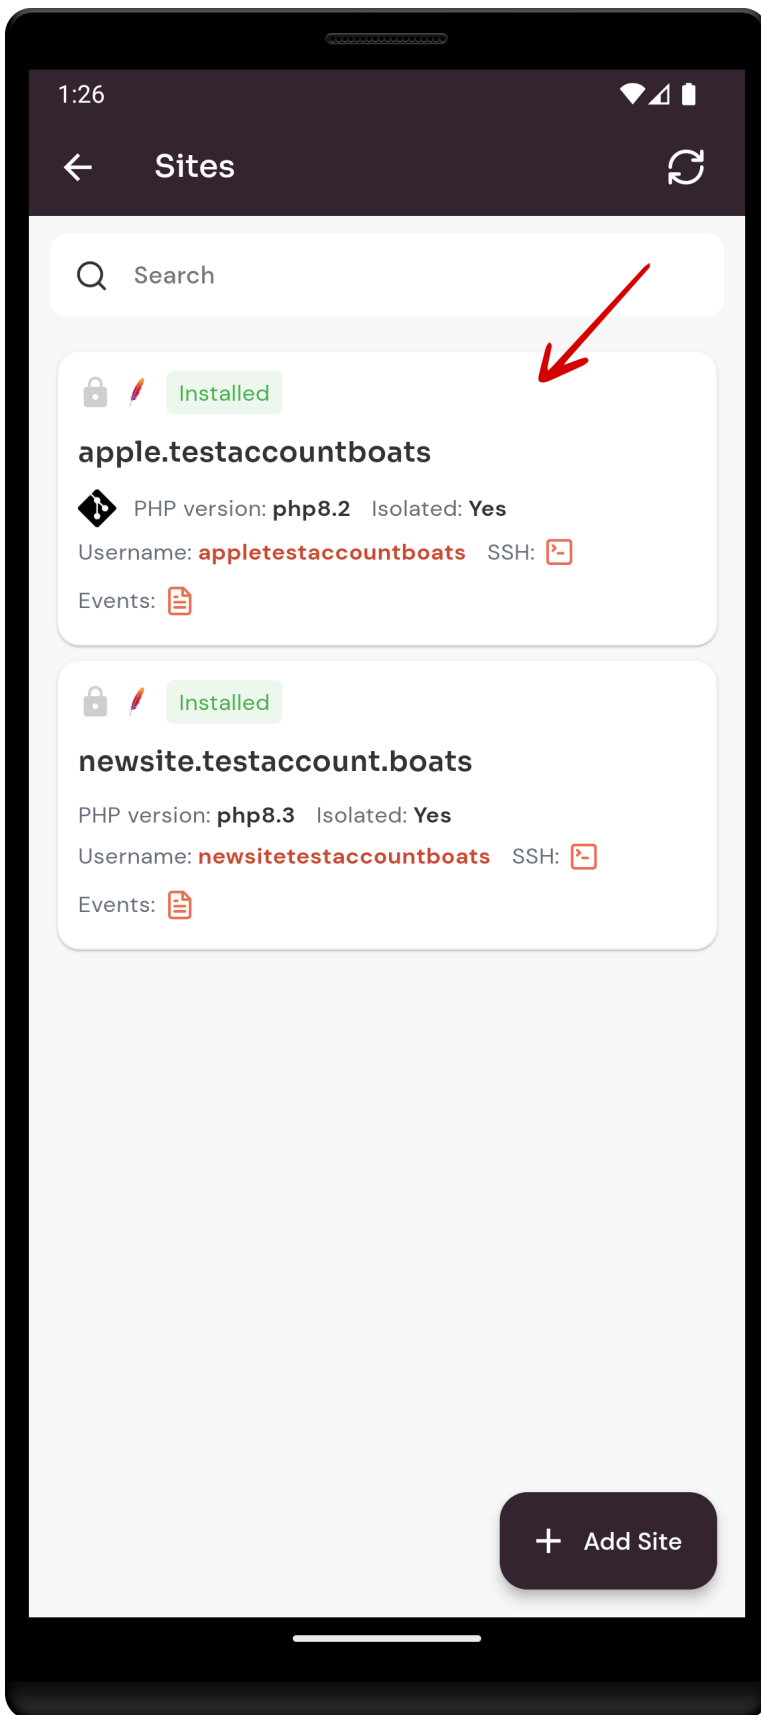 1:26
Sites
Search
Installed
apple.testaccountboats
PHP version: php8.2 Isolated: Yes
Username: appletestaccountboats SSH:
Events:
Installed
newsite.testaccount.boats
PHP version: php8.3 Isolated: Yes
Username: newsitetestaccountboats SSH:
Events:
+ Add Site